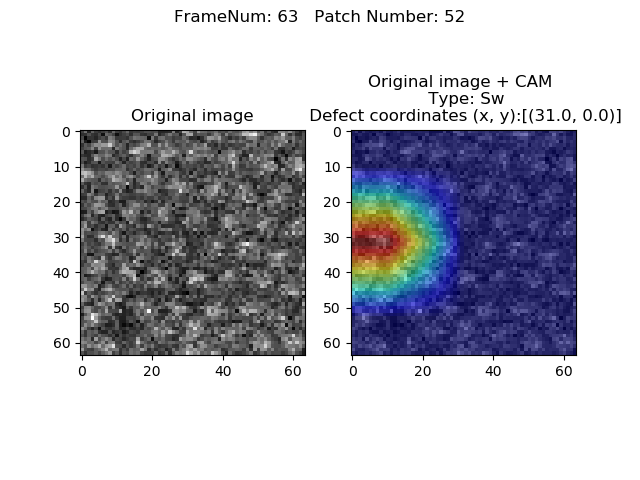 FrameNum: 63   Patch Number: 52
Original image
Original image + CAM
Type: Sw
Defect coordinates (x, y):[(31.0, 0.0)]
0
10
20
30
40
50
60
0 20 40 60
0
10
20
30
40
50
60
0 20 40 60